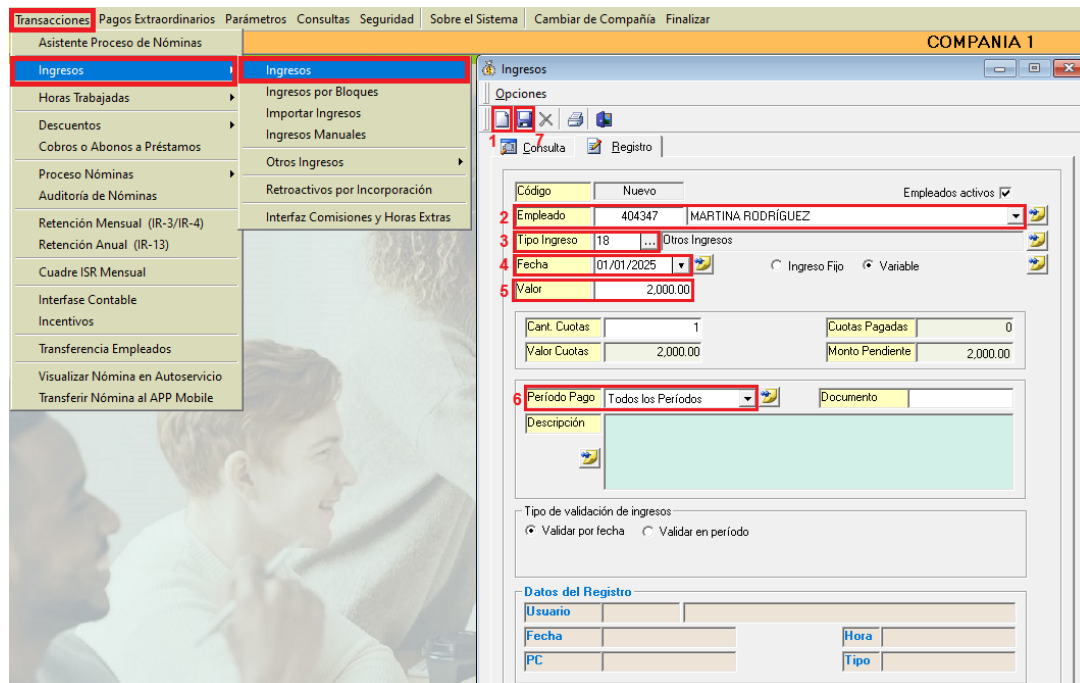 Transacciones Pagos Extraordinarios Parámetros Consultas Seguridad Sobre el Sistema Cambiar de Compañía Finalizar
COMPANIA 1
Asistente Proceso de Nóminas
Ingresos
Horas Trabajadas
Descuentos
Cobros o Abonos a Préstamos
Proceso Nóminas
Auditoría de Nóminas
Retención Mensual (IR-3/IR-4)
Retención Anual (IR-13)
Cuadre ISR Mensual
Interfase Contable
Incentivos
Transferencia Empleados
Visualizar Nómina en Autoservicio
Transferir Nómina al APP Mobile
Ingresos
Ingresos por Bloques
Importar Ingresos
Ingresos Manuales
Otros Ingresos
Retroactivos por Incorporación
Interfaz Comisiones y Horas Extras
Ingresos
Opciones
1 7
Consulta Registro
Código Nuevo Empleados activos
2 Empleado 404347 MARTINA RODRÍGUEZ
3 Tipo Ingreso 18 ... Otros Ingresos
4 Fecha 01/01/2025 Ingreso Fijo Variable
5 Valor 2,000.00
Cant. Cuotas 1 Cuotas Pagadas 0
Valor Cuotas 2,000.00 Monto Pendiente 2,000.00
6 Período Pago Todos los Períodos Documento
Descripción
Tipo de validación de ingresos
Validar por fecha Validar en período
Datos del Registro
Usuario
Fecha Hora
PC Tipo